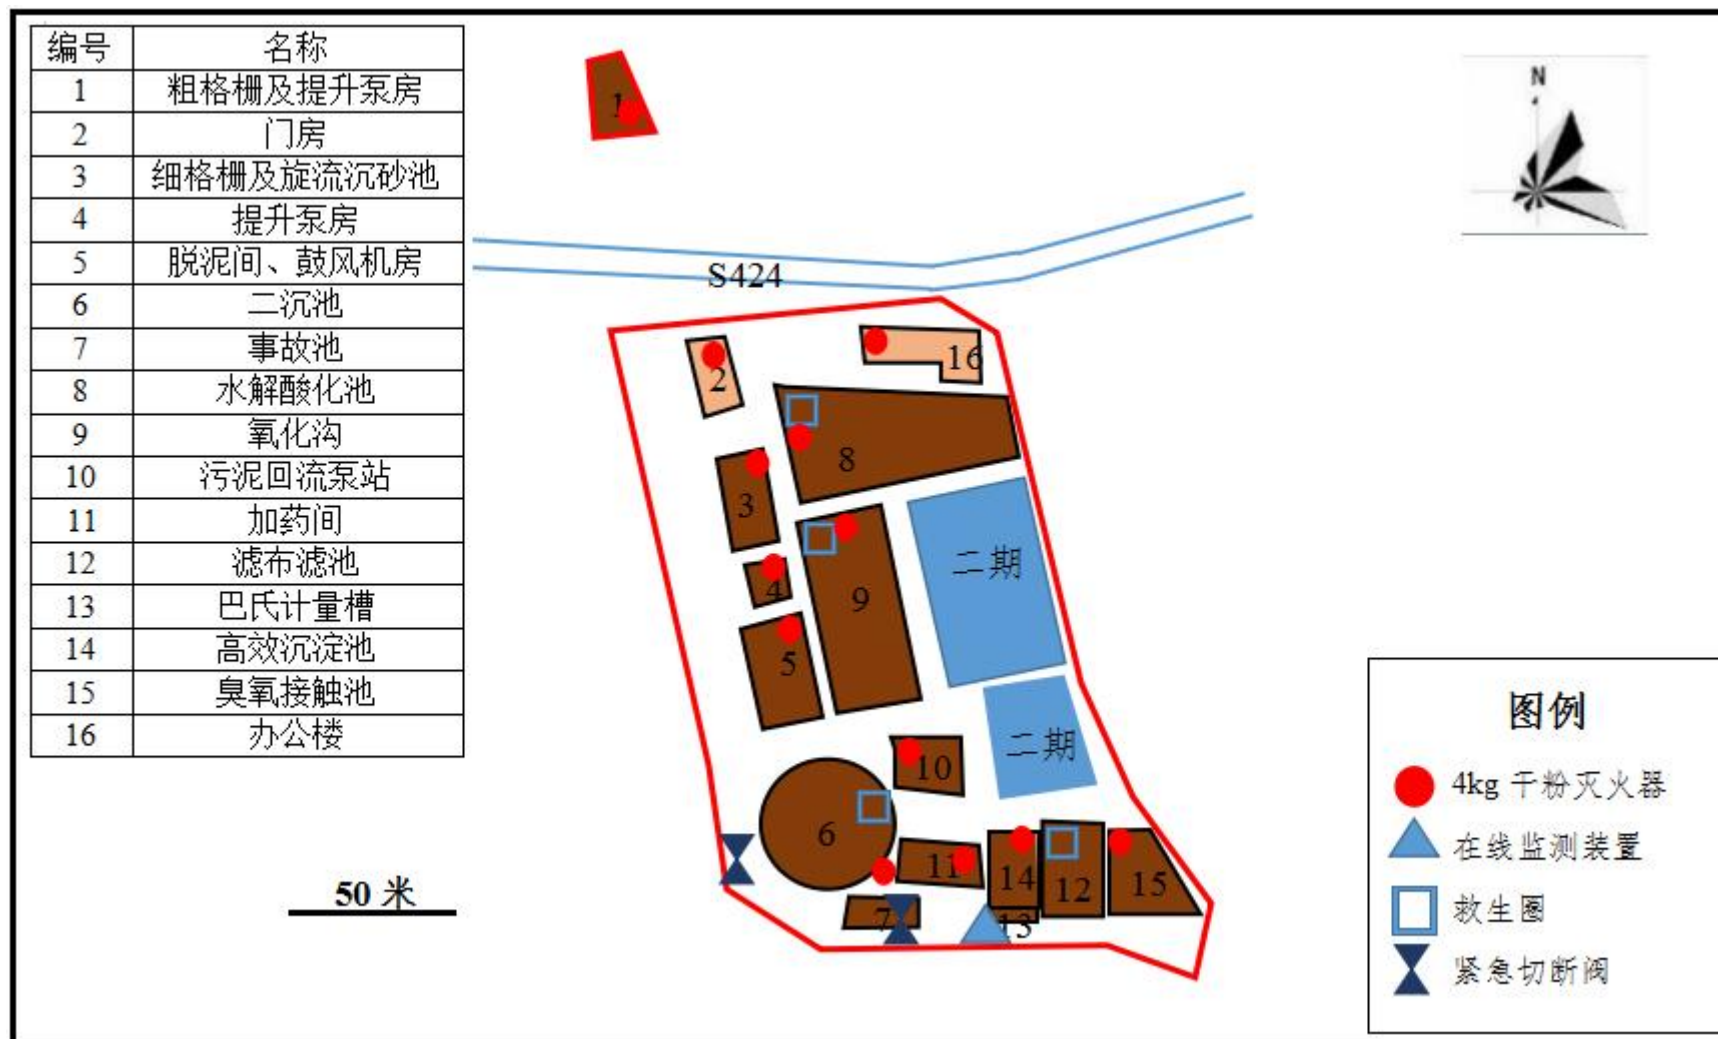 编号 名称
1 粗格栅及提升泵房
2 门房
3 细格栅及旋流沉砂池
4 提升泵房
5 脱泥间、鼓风机房
6 二沉池
7 事故池
8 水解酸化池
9 氧化沟
10 污泥回流泵站
11 加药间
12 滤布滤池
13 巴氏计量槽
14 高效沉淀池
15 臭氧接触池
16 办公楼
1
N
S424
16
2
8
3
二期
4
9
5
二期
10
6
11
14
12
15
7
13
50 米
图例
4kg 干粉灭火器
在线监测装置
救生圈
紧急切断阀